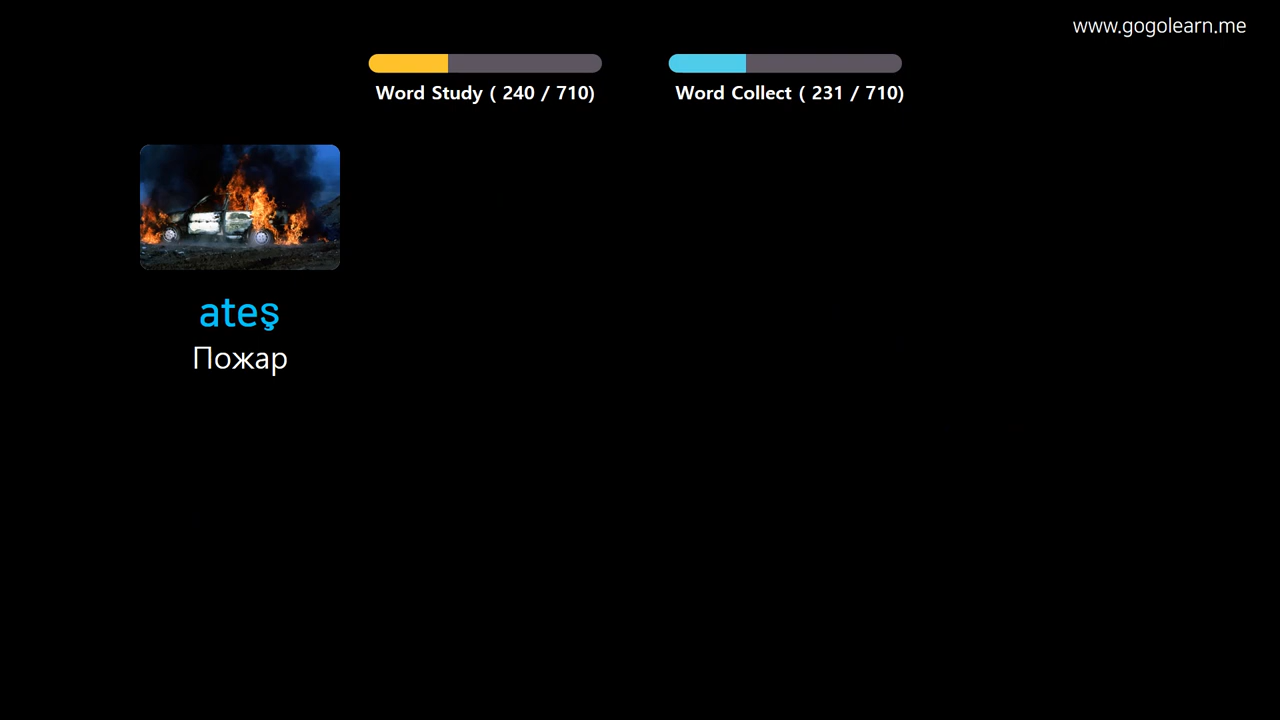 www.gogolearn.me
Word Study ( 240 / 710)
Word Collect ( 231 / 710)
ateş
Пожар